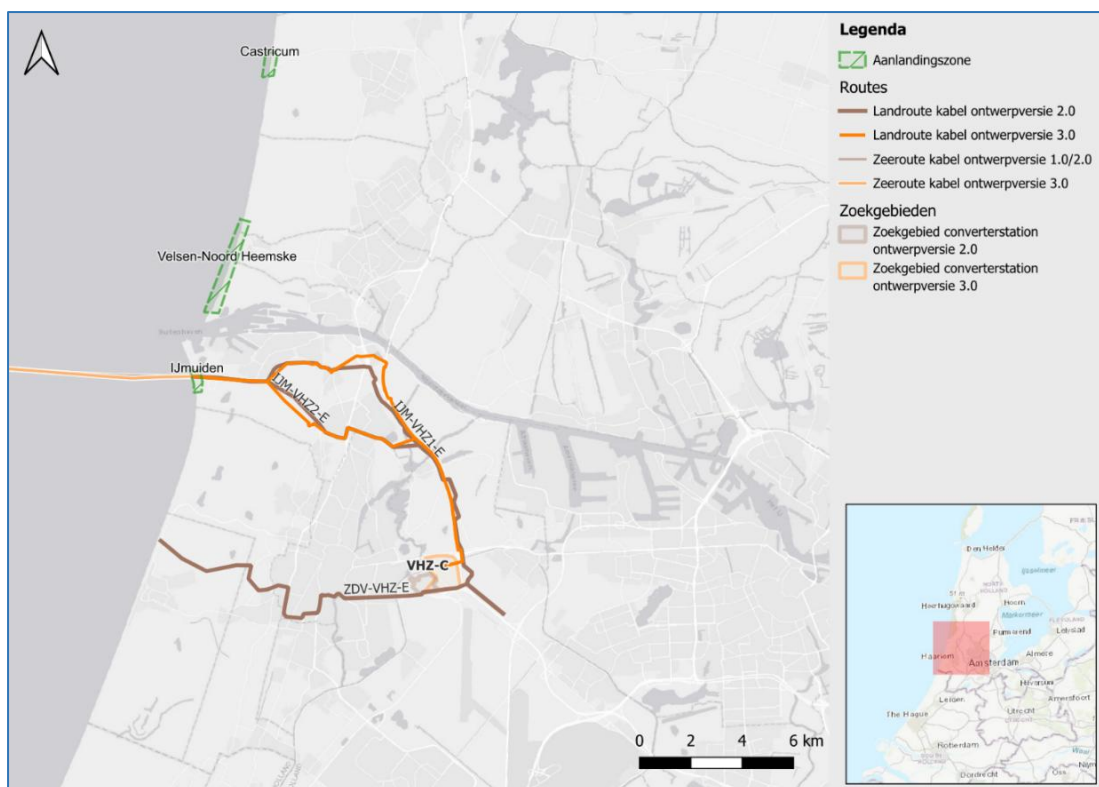 Castricum
Velsen-Noord Heemske
IJmuiden
IJM-VHZ2-E
IJM-VHZ1-E
VHZ-C
ZDV-VHZ-E
0 2 4 6 km
Legenda
Aanlandingszone
Routes
Landroute kabel ontwerpversie 2.0
Landroute kabel ontwerpversie 3.0
Zeeroute kabel ontwerpversie 1.0/2.0
Zeeroute kabel ontwerpversie 3.0
Zoekgebieden
Zoekgebied converterstation
ontwerpversie 2.0
Zoekgebied converterstation
ontwerpversie 3.0
Den Helder
Heerhugowaard
Hoorn
Markermeer
Purmerend
Lelystad
Haarlem
Amsterdam
Almere
Hilversum
Amersfoort
Leiden
Utrecht
The Hague
Rotterdam
Dordrecht